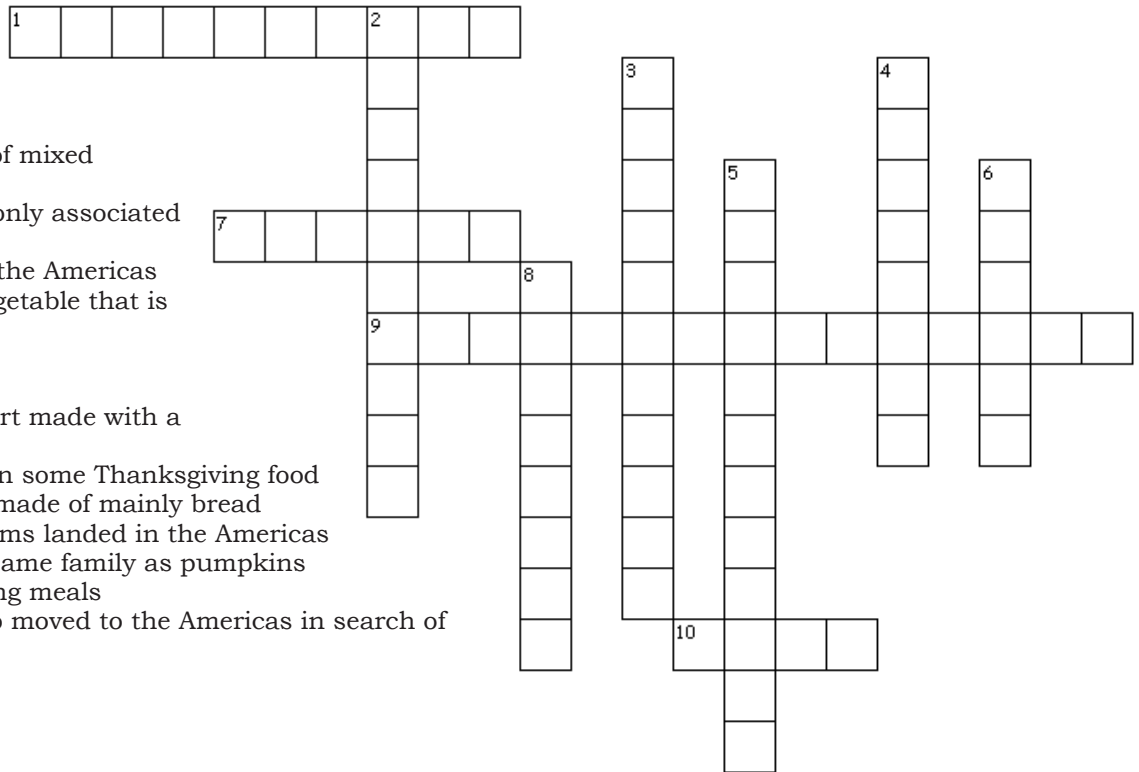 1
2
3
4
of mixed
5
6
only associated
7
the Americas
8
getable that is
9
rt made with a
n some Thanksgiving food
made of mainly bread
ms landed in the Americas
ame family as pumpkins
ng meals
10
o moved to the Americas in search of